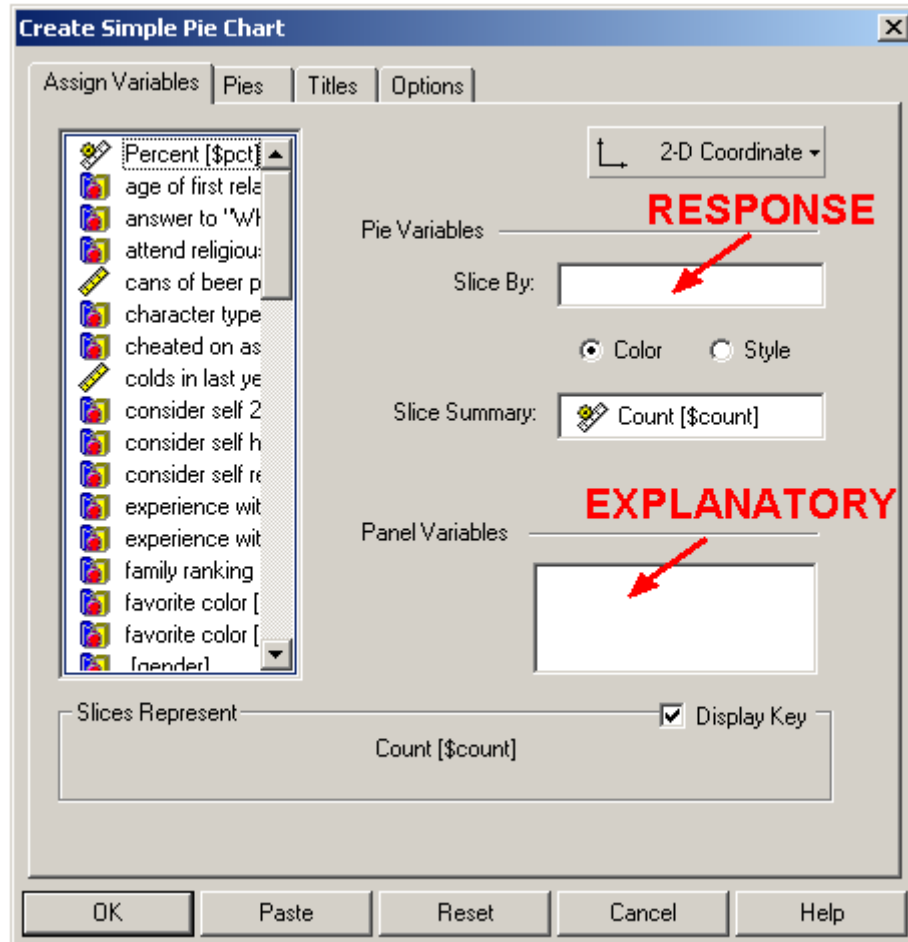 Create Simple Pie Chart
Assign Variables
Pies
Titles
Options
Percent [$pct]
age of first rela
answer to "Wh
attend religiou
cans of beer p
character type
cheated on as
colds in last ye
consider self 2
consider self h
consider self re
experience wit
experience wit
family ranking
favorite color [
favorite color [
[gender]
2-D Coordinate
RESPONSE
Pie Variables
Slice By:
Color
Style
Slice Summary:
Count [$count]
EXPLANATORY
Panel Variables
Slices Represent
Display Key
Count [$count]
OK
Paste
Reset
Cancel
Help